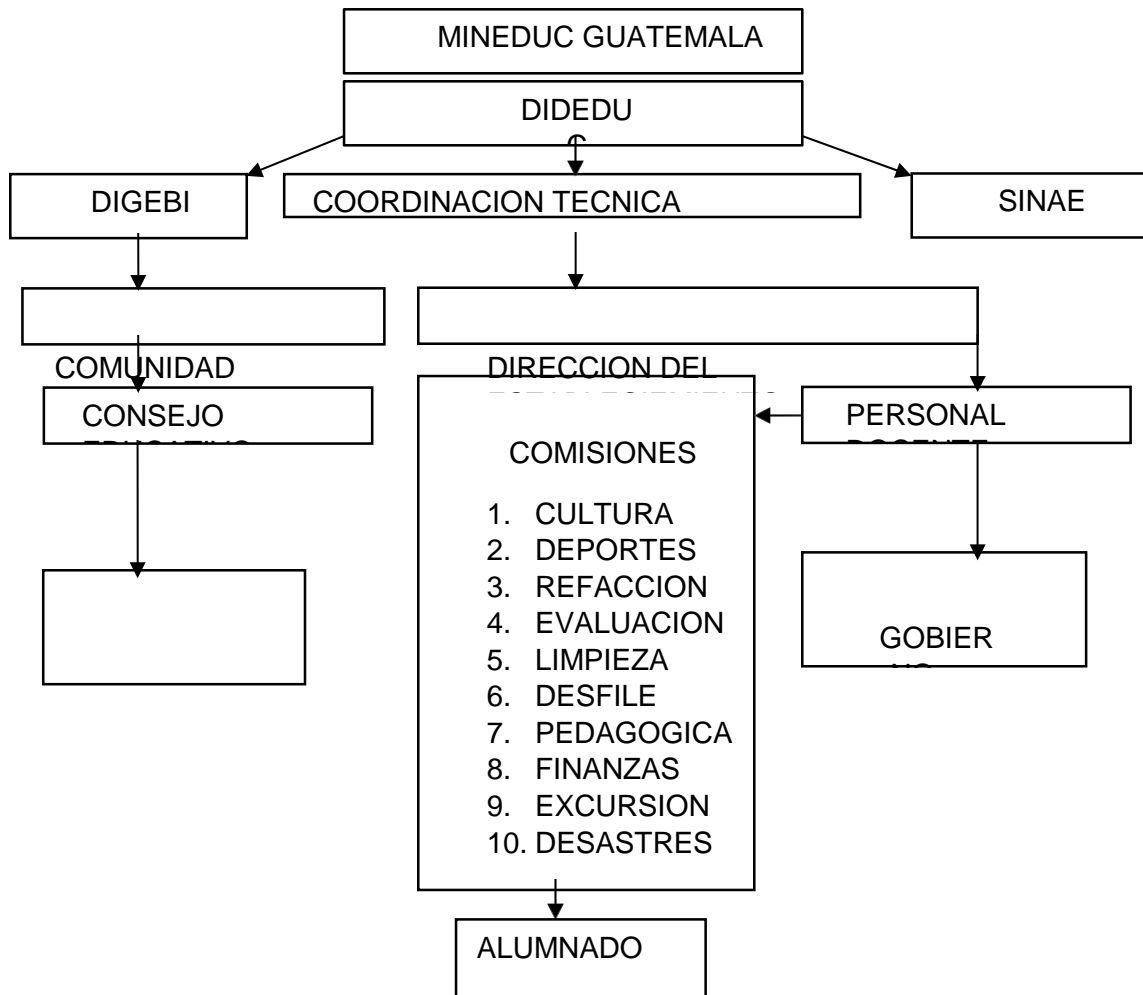 MINEDUC GUATEMALA
DIDEDU
DIGEBI
COORDINACION TECNICA
SINAE
COMUNIDAD
DIRECCION DEL
CONSEJO
PERSONAL
COMISIONES
1. CULTURA
2. DEPORTES
3. REFACCION
4. EVALUACION
5. LIMPIEZA
6. DESFILE
7. PEDAGOGICA
8. FINANZAS
9. EXCURSION
10. DESASTRES
GOBIER
ALUMNADO